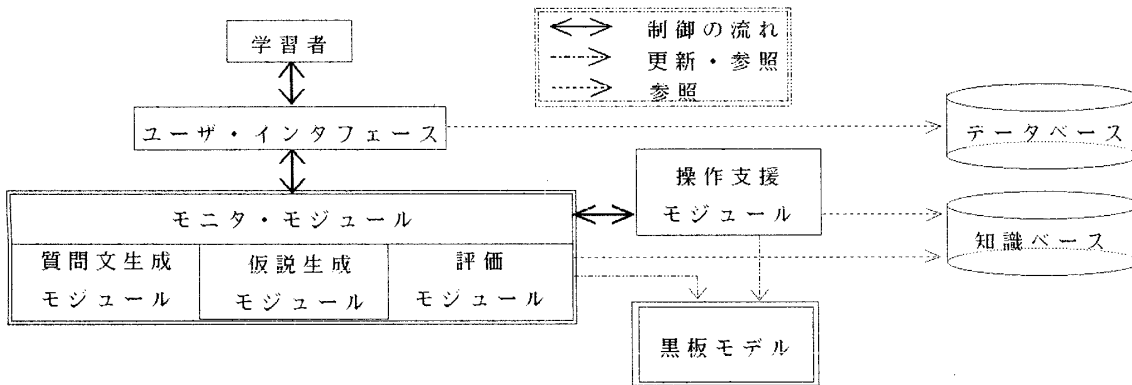 学習者
制御の流れ
更新・参照
参照
ユーザ・インタフェース
データベース
操作支援
モジュール
モニタ・モジュール
知識ベース
質問文生成
モジュール
仮説生成
モジュール
評価
モジュール
黒板モデル